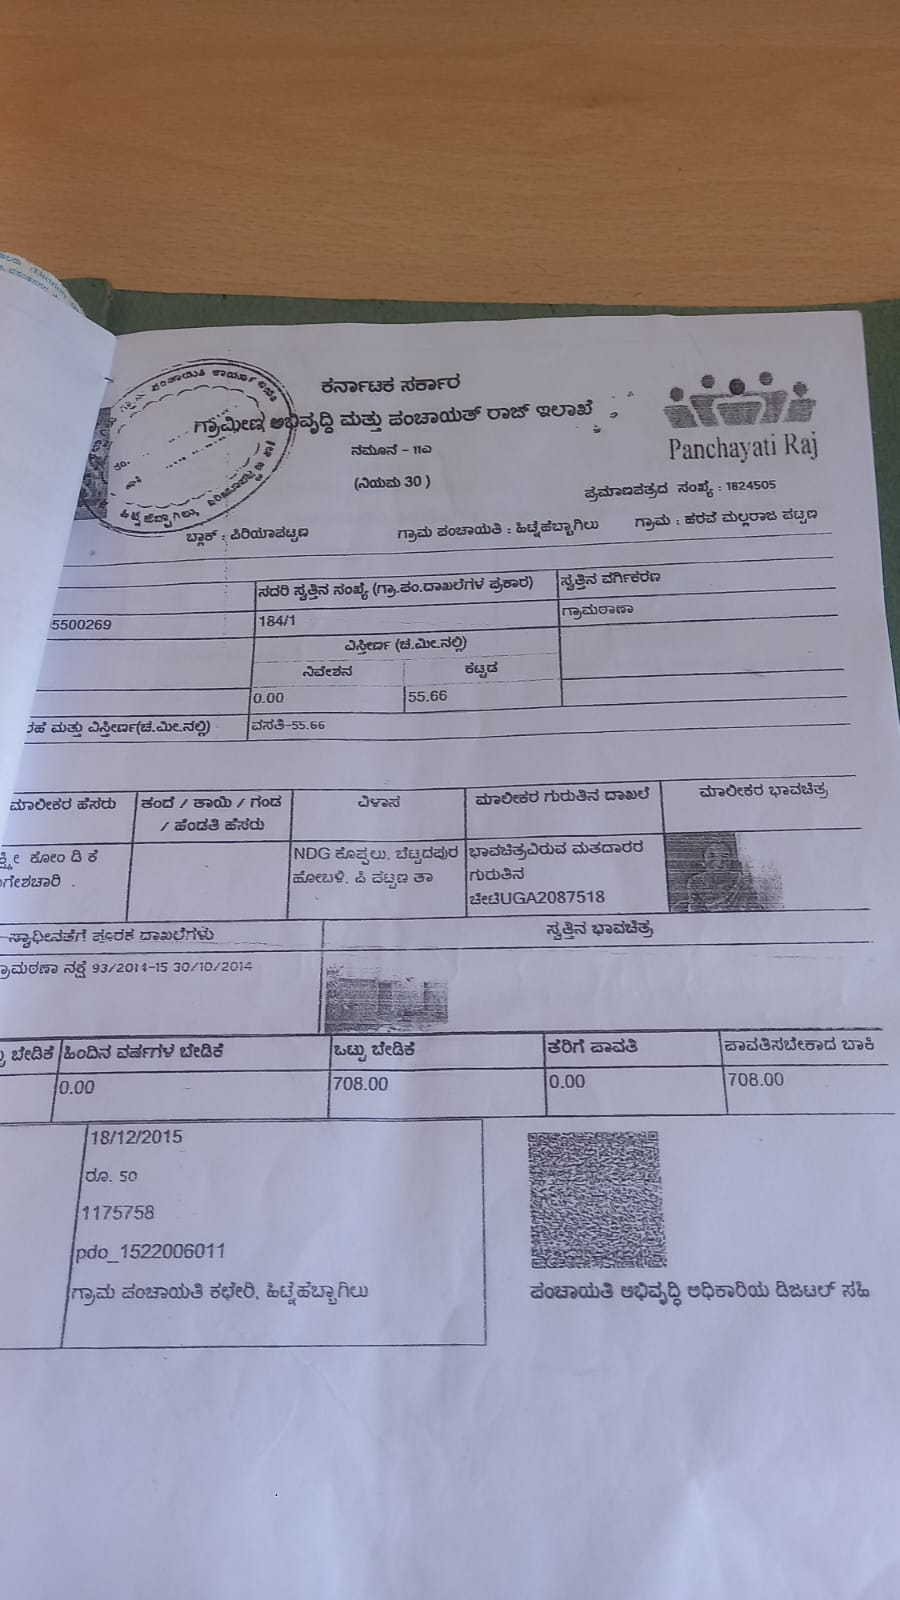 ಕರ್ನಾಟಕ ಸರ್ಕಾರ
ಗ್ರಾಮೀಣ ಅಭಿವೃದ್ಧಿ ಮತ್ತು ಪಂಚಾಯತ್ ರಾಜ್ ಇಲಾಖೆ
Panchayati Raj
ನಮೂನೆ - 11ಎ
(ನಿಯಮ 30 )
ಪ್ರಮಾಣಪತ್ರದ ಸಂಖ್ಯೆ : 1824505
ಬ್ಲಾಕ್ : ಪಿರಿಯಾಪಟ್ಟಣ ಗ್ರಾಮ ಪಂಚಾಯತಿ : ಹಿಟ್ನೆಹೆಬ್ಬಾಗಿಲು ಗ್ರಾಮ : ಹರವೆ ಮಲ್ಲರಾಜ ಪಟ್ಟಣ
ಸದರಿ ಸ್ವತ್ತಿನ ಸಂಖ್ಯೆ (ಗ್ರಾ.ಪಂ.ದಾಖಲೆಗಳ ಪ್ರಕಾರ) ಸ್ವತ್ತಿನ ವರ್ಗಿಕರಣ
5500269 184/1 ಗ್ರಾಮಠಾಣಾ
ವಿಸ್ತೀರ್ಣ (ಚ.ಮೀ.ನಲ್ಲಿ)
ನಿವೇಶನ ಕಟ್ಟಡ
0.00 55.66
ಮತ್ತು ವಿಸ್ತೀರ್ಣ(ಚ.ಮೀ.ನಲ್ಲಿ) ವಸತಿ-55.66
ಮಾಲೀಕರ ಹೆಸರು ತಂದೆ / ತಾಯಿ / ಗಂಡ / ಹೆಂಡತಿ ಹೆಸರು ವಿಳಾಸ ಮಾಲೀಕರ ಗುರುತಿನ ದಾಖಲೆ ಮಾಲೀಕರ ಭಾವಚಿತ್ರ
ಕೋಂ ಡಿ ಕೆ NDG ಕೊಪ್ಪಲು, ಬೆಟ್ಟದಪುರ ಭಾವಚಿತ್ರವಿರುವ ಮತದಾರರ
ಹೋಬಳಿ, ಪಿ ಪಟ್ಟಣ ತಾ ಗುರುತಿನ
ಚೀಟಿUGA2087518
ಸ್ವಾಧೀನತೆಗೆ ಪೂರಕ ದಾಖಲೆಗಳು ಸ್ವತ್ತಿನ ಭಾವಚಿತ್ರ
ನಕ್ಷೆ 93/2014-15 30/10/2014
ಬೇಡಿಕೆ ಹಿಂದಿನ ವರ್ಷಗಳ ಬೇಡಿಕೆ ಒಟ್ಟು ಬೇಡಿಕೆ ತೆರಿಗೆ ಪಾವತಿ ಪಾವತಿಸಬೇಕಾದ ಬಾಕಿ
0.00 708.00 0.00 708.00
18/12/2015
ರೂ. 50
1175758
pdo_1522006011
ಗ್ರಾಮ ಪಂಚಾಯತಿ ಕಛೇರಿ, ಹಿಟ್ನೆಹೆಬ್ಬಾಗಿಲು
ಪಂಚಾಯತಿ ಅಭಿವೃದ್ಧಿ ಅಧಿಕಾರಿಯ ಡಿಜಿಟಲ್ ಸಹಿ